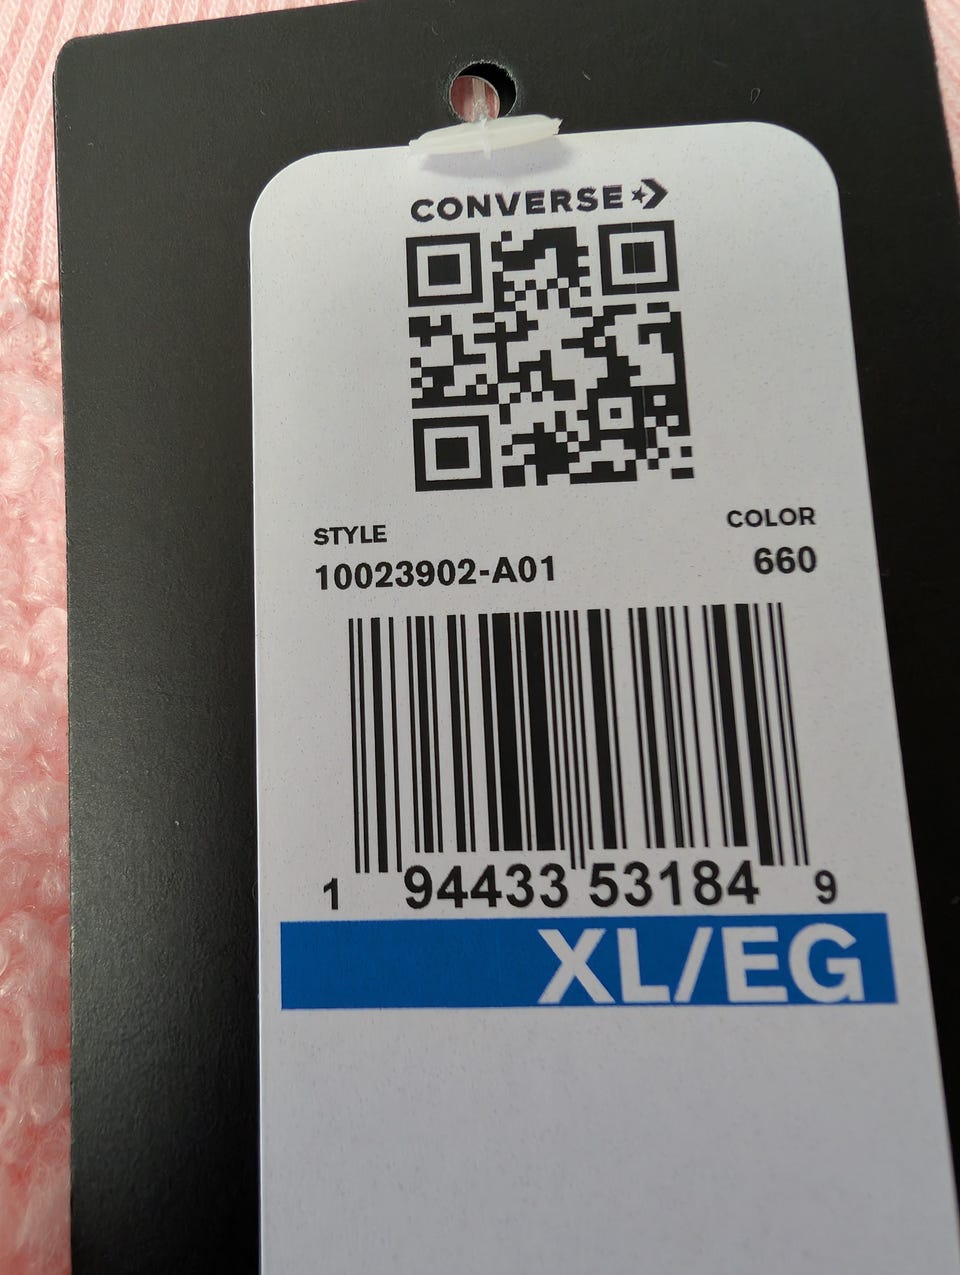 CONVERSE
STYLE
COLOR
10023902-A01
660
1 94433 53184 9
XL/EG